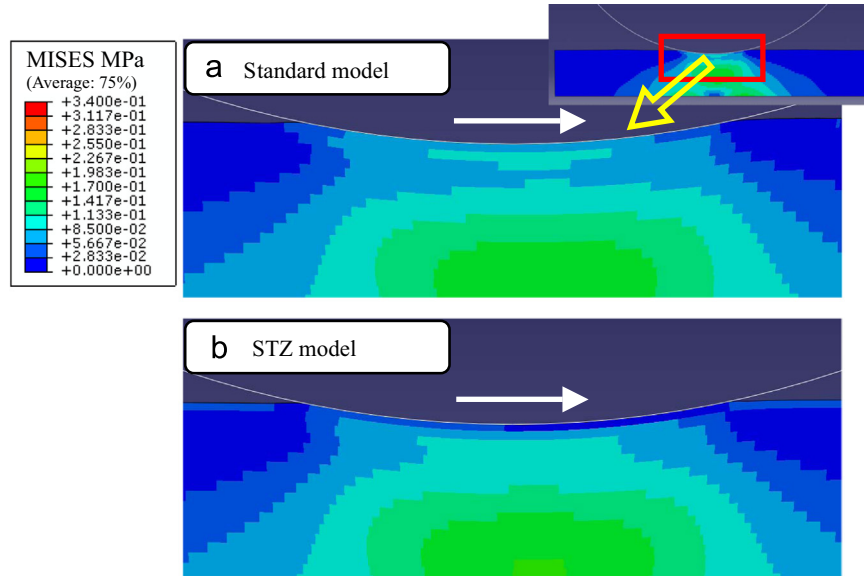 MISES MPa
(Average: 75%)
+3.400e-01
+3.117e-01
+2.833e-01
+2.550e-01
+2.267e-01
+1.983e-01
+1.700e-01
+1.417e-01
+1.133e-01
+8.500e-02
+5.667e-02
+2.833e-02
+0.000e+00
a Standard model
b STZ model